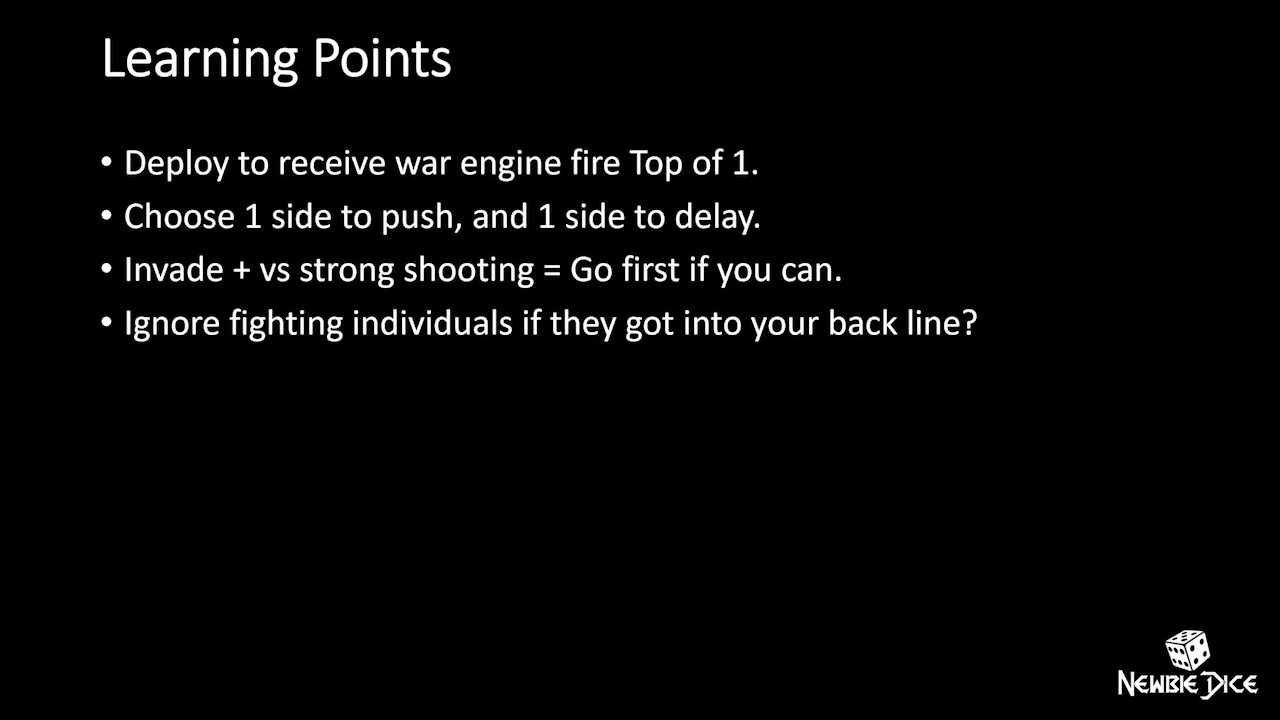 Learning Points
• Deploy to receive war engine fire Top of 1.
• Choose 1 side to push, and 1 side to delay.
• Invade + vs strong shooting = Go first if you can.
• Ignore fighting individuals if they got into your back line?
NEWBIE DICE